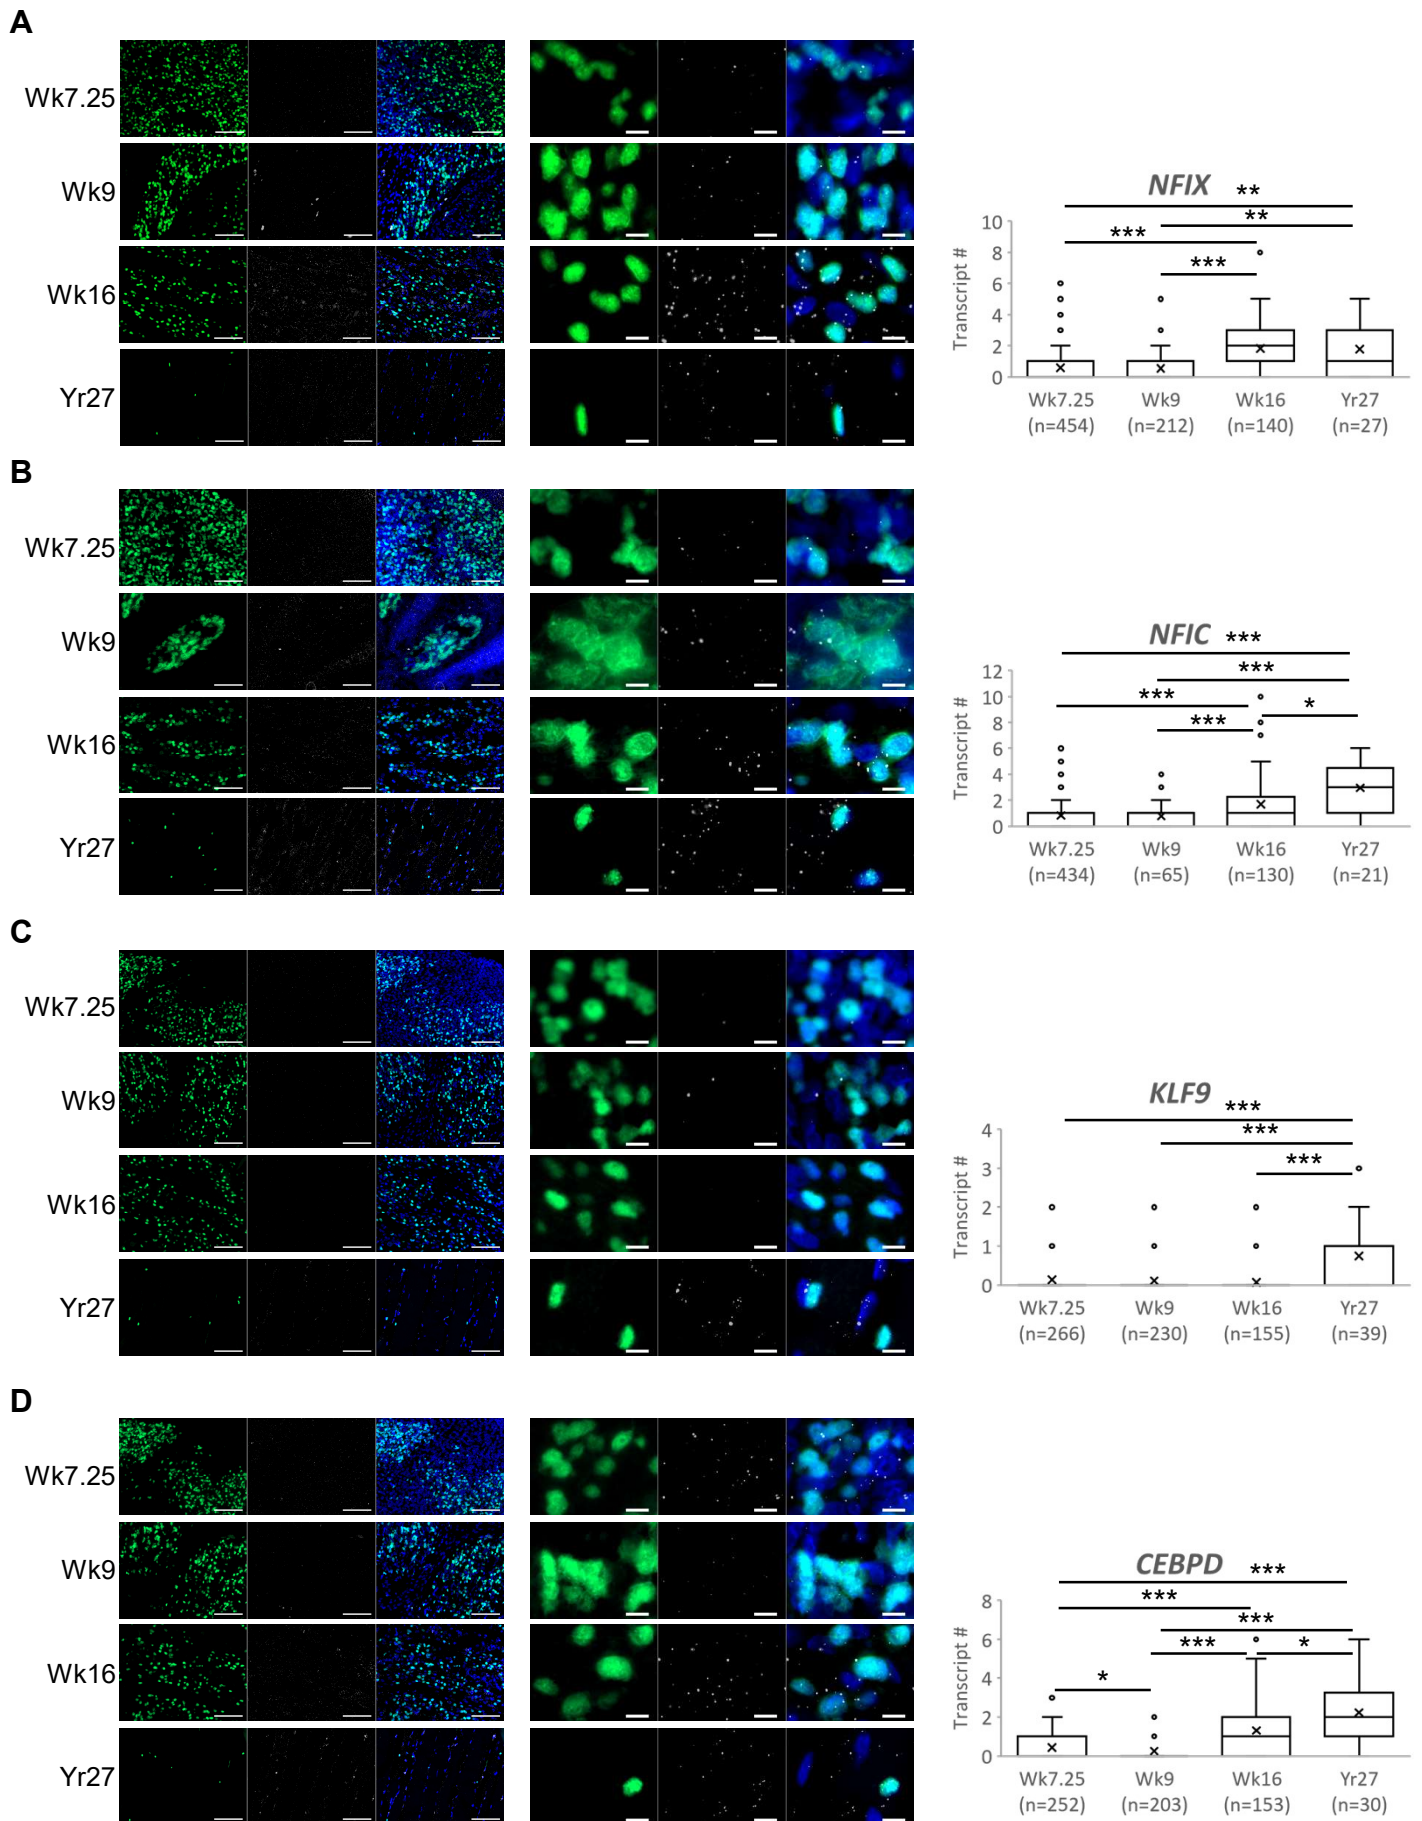 A
Wk7.25
Wk9
Wk16
Yr27
NFIX
**
**
***
***
10
8
6
4
2
0
Transcript #
Wk7.25 Wk9 Wk16 Yr27
(n=454) (n=212) (n=140) (n=27)
B
Wk7.25
Wk9
Wk16
Yr27
NFIC
***
***
***
*
***
12
10
8
6
4
2
0
Transcript #
Wk7.25 Wk9 Wk16 Yr27
(n=434) (n=65) (n=130) (n=21)
C
Wk7.25
Wk9
Wk16
Yr27
KLF9
***
***
***
4
3
2
1
0
Transcript #
Wk7.25 Wk9 Wk16 Yr27
(n=266) (n=230) (n=155) (n=39)
D
Wk7.25
Wk9
Wk16
Yr27
CEBPD
***
***
***
*** *
*
8
6
4
2
0
Transcript #
Wk7.25 Wk9 Wk16 Yr27
(n=252) (n=203) (n=153) (n=30)